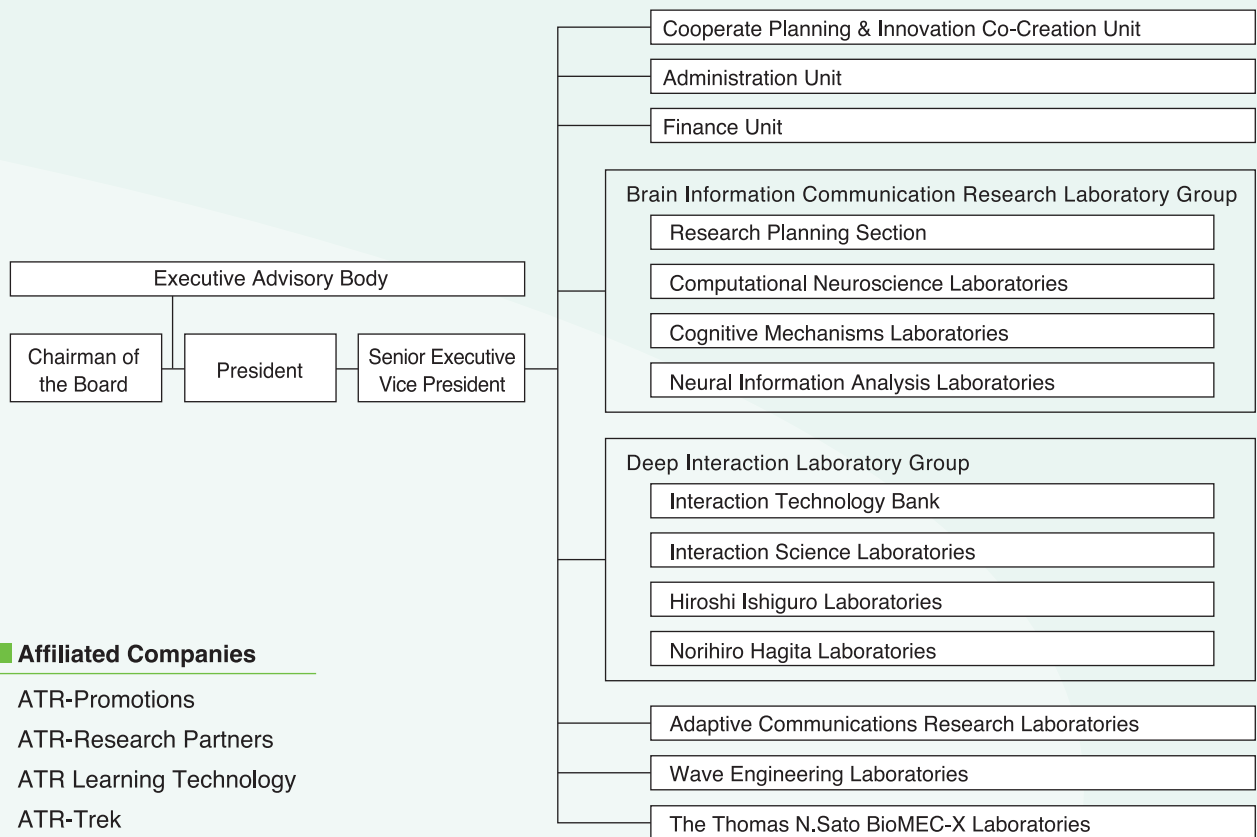 Cooperate Planning & Innovation Co-Creation Unit
Administration Unit
Finance Unit
Brain Information Communication Research Laboratory Group
Research Planning Section
Computational Neuroscience Laboratories
Cognitive Mechanisms Laboratories
Neural Information Analysis Laboratories
Executive Advisory Body
Chairman of
the Board
President
Senior Executive
Vice President
Deep Interaction Laboratory Group
Interaction Technology Bank
Interaction Science Laboratories
Hiroshi Ishiguro Laboratories
Norihiro Hagita Laboratories
Adaptive Communications Research Laboratories
Wave Engineering Laboratories
The Thomas N.Sato BioMEC-X Laboratories
Affiliated Companies
ATR-Promotions
ATR-Research Partners
ATR Learning Technology
ATR-Trek